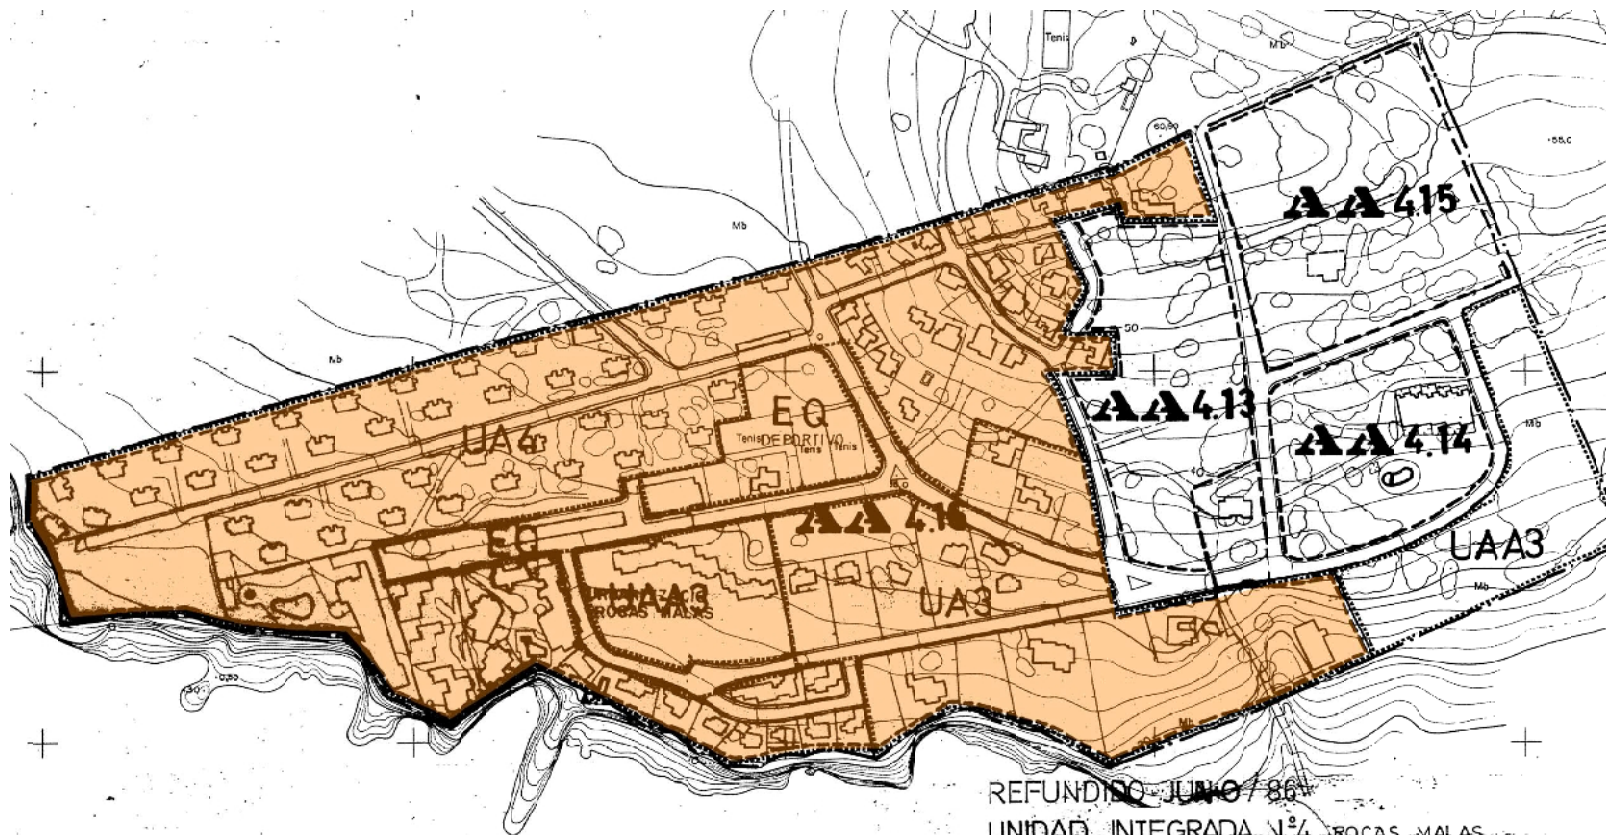 Tenis
Mb
60,90
·55.0
AA 4.15
Mb
Mb
50
EQ
Tenis DEPORTIVO
Tenis Tenis
AA 4.13
UA4
AA 4.14
Mb
AA 4.16
EQ
UAA3
UA3
ROCAS MALAS
Mb
Mb
REFUNDIDO-JUNIO/86
UNIDAD INTEGRADA Nº4 ROCAS MALAS